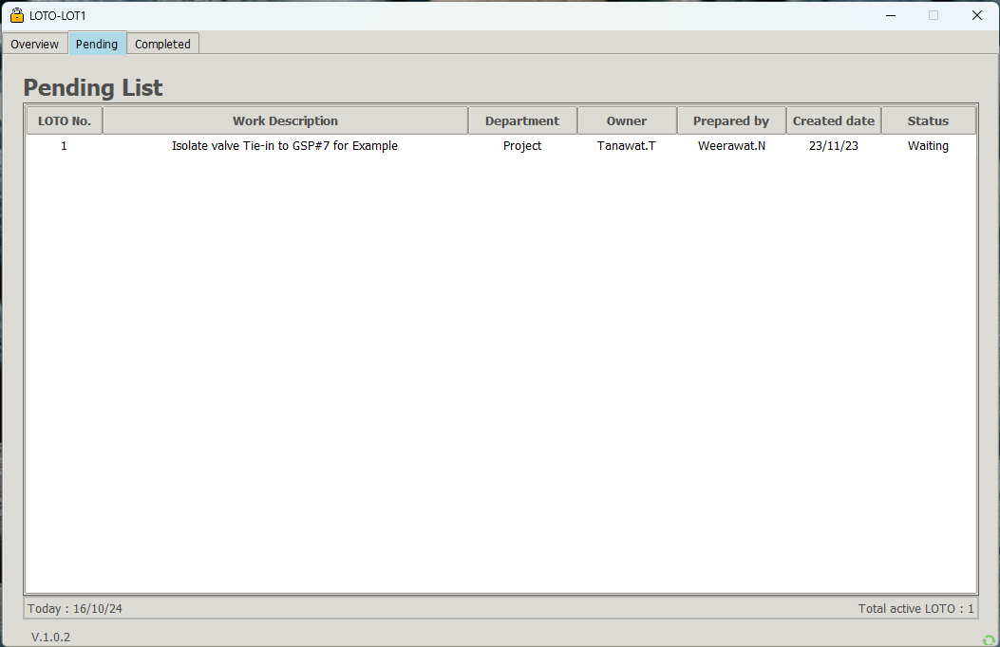 LOTO-LOT1
Overview Pending Completed
Pending List
LOTO No. Work Description Department Owner Prepared by Created date Status
1 Isolate valve Tie-in to GSP#7 for Example Project Tanawat.T Weerawat.N 23/11/23 Waiting
Today : 16/10/24 Total active LOTO : 1
V.1.0.2